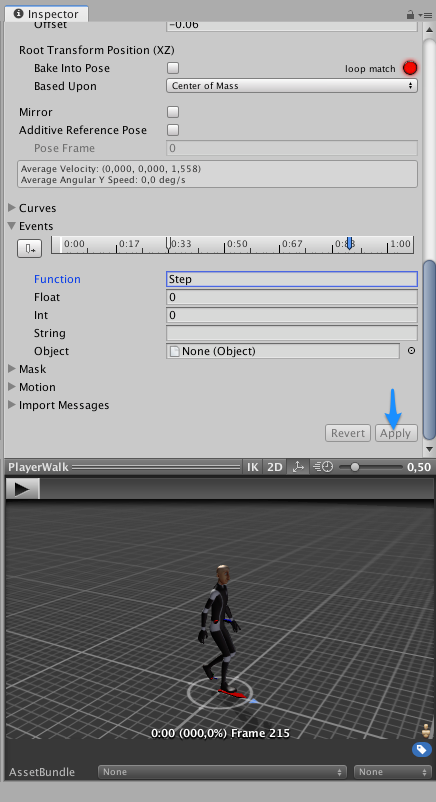 Inspector
Offset -0.06
Root Transform Position (XZ)
Bake Into Pose loop match
Based Upon Center of Mass
Mirror
Additive Reference Pose
Pose Frame 0
Average Velocity: (0,000, 0,000, 1,558)
Average Angular Y Speed: 0,0 deg/s
Curves
Events
0:00 0:17 0:33 0:50 0:67 0:83 1:00
Function Step
Float 0
Int 0
String
Object None (Object)
Mask
Motion
Import Messages
Revert Apply
PlayerWalk IK 2D 0,50
0:00 (000,0%) Frame 215
AssetBundle None None